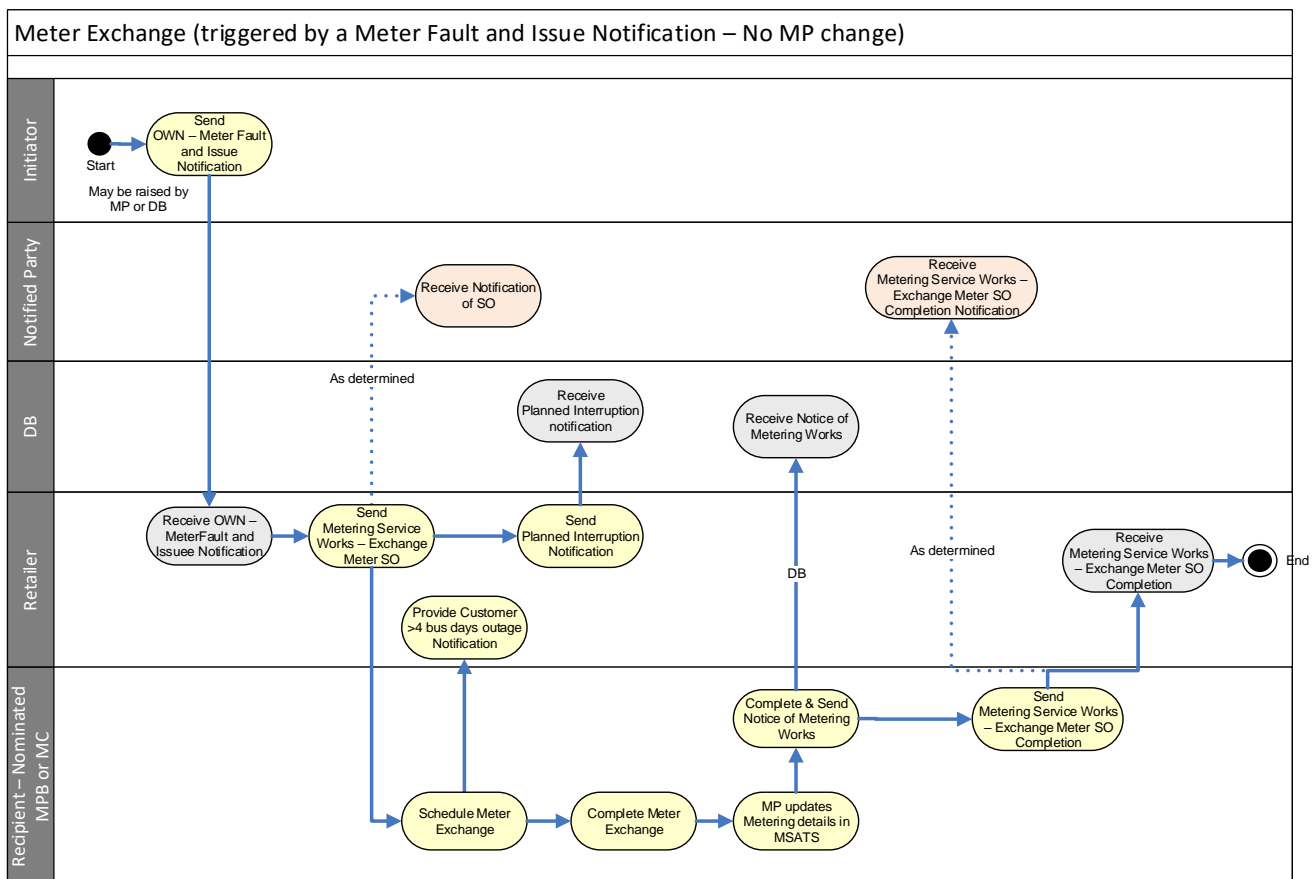 Meter Exchange (triggered by a Meter Fault and Issue Notification – No MP change)
Initiator
Start
Send
OWN – Meter Fault
and Issue
Notification
May be raised by
MP or DB
Notified Party
Receive Notification
of SO
Receive
Metering Service Works –
Exchange Meter SO
Completion Notification
As determined
DB
Receive
Planned Interruption
notification
Receive Notice of
Metering Works
Retailer
Receive OWN –
MeterFault and
Issuee Notification
Send
Metering Service
Works – Exchange
Meter SO
Send
Planned Interruption
Notification
DB
As determined
Receive
Metering Service Works
– Exchange Meter SO
Completion
End
Provide Customer
>4 bus days outage
Notification
Recipient – Nominated
MPB or MC
Complete & Send
Notice of Metering
Works
Send
Metering Service Works
– Exchange Meter SO
Completion
Schedule Meter
Exchange
Complete Meter
Exchange
MP updates
Metering details in
MSATS